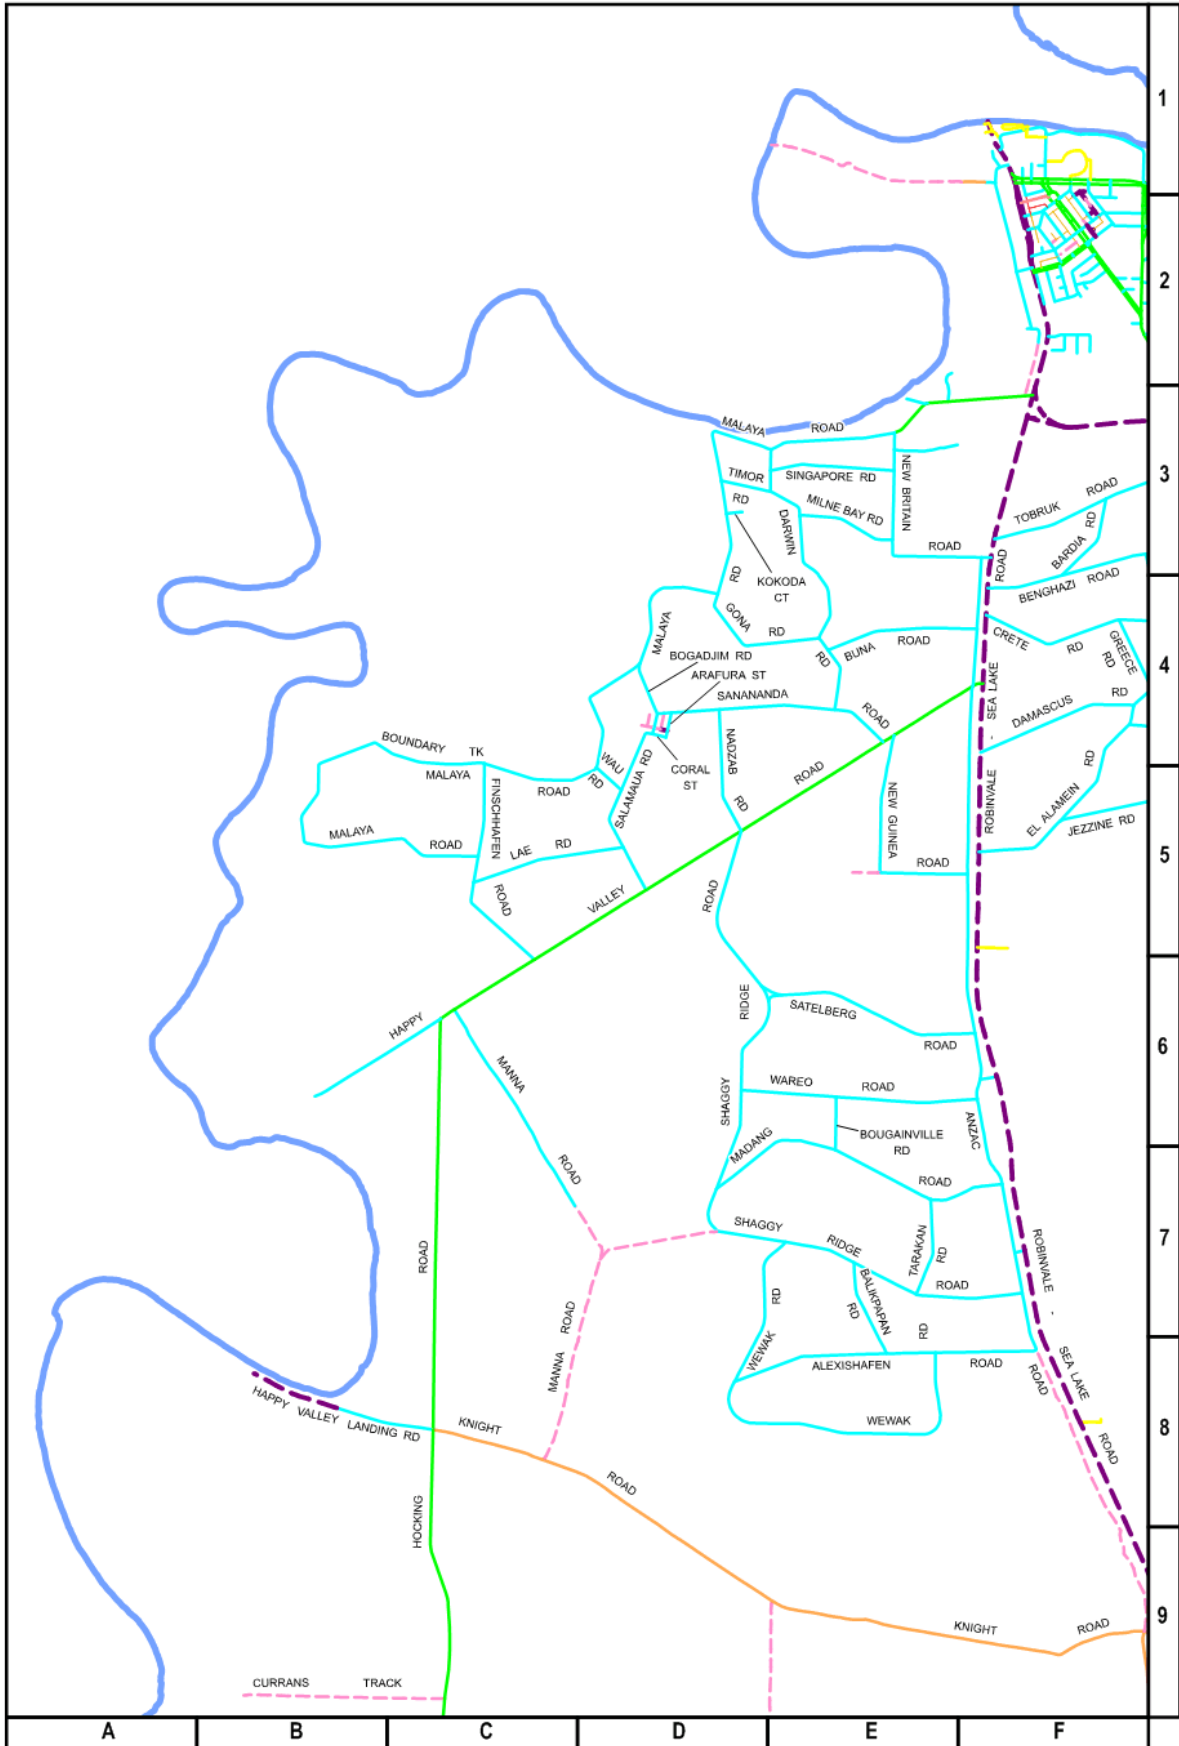 1
2
MALAYA ROAD
3
TIMOR
SINGAPORE RD
NEW BRITAIN
RD
MILNE BAY RD
DARWIN
TOBRUK ROAD
BARDIA RD
ROAD
ROAD
BENGHAZI ROAD
RD
KOKODA
CT
MALAYA
GONA RD
RD
BUNA ROAD
CRETE RD
GREECE
RD
4
BOGADJIM RD
ARAFURA ST
SANANANDA
ROAD
ROBINVALE - SEA LAKE
DAMASCUS RD
BOUNDARY TK
MALAYA ROAD
WAU
RD
SALAMAUA RD
CORAL
ST
NADZAB
RD
ROAD
NEW GUINEA
ROAD
EL ALAMEIN RD
JEZZINE RD
5
MALAYA ROAD
FINSCHHAFEN
ROAD
LAE RD
VALLEY
ROAD
HAPPY
RIDGE
SATELBERG
ROAD
6
MANNA
ROAD
SHAGGY
WAREO ROAD
BOUGAINVILLE
RD
ANZAC
MADANG
ROAD
7
ROAD
SHAGGY
RIDGE
TARAKAN
RD
ROAD
ROBINVALE -
SEA LAKE
ROAD
MANNA ROAD
WEWAK
RD
BALIKPAPAN
RD
RD
ALEXISHAFEN ROAD
ROAD
WEWAK
8
HAPPY VALLEY LANDING RD
KNIGHT
ROAD
HOCKING
9
KNIGHT ROAD
CURRANS TRACK
A B C D E F